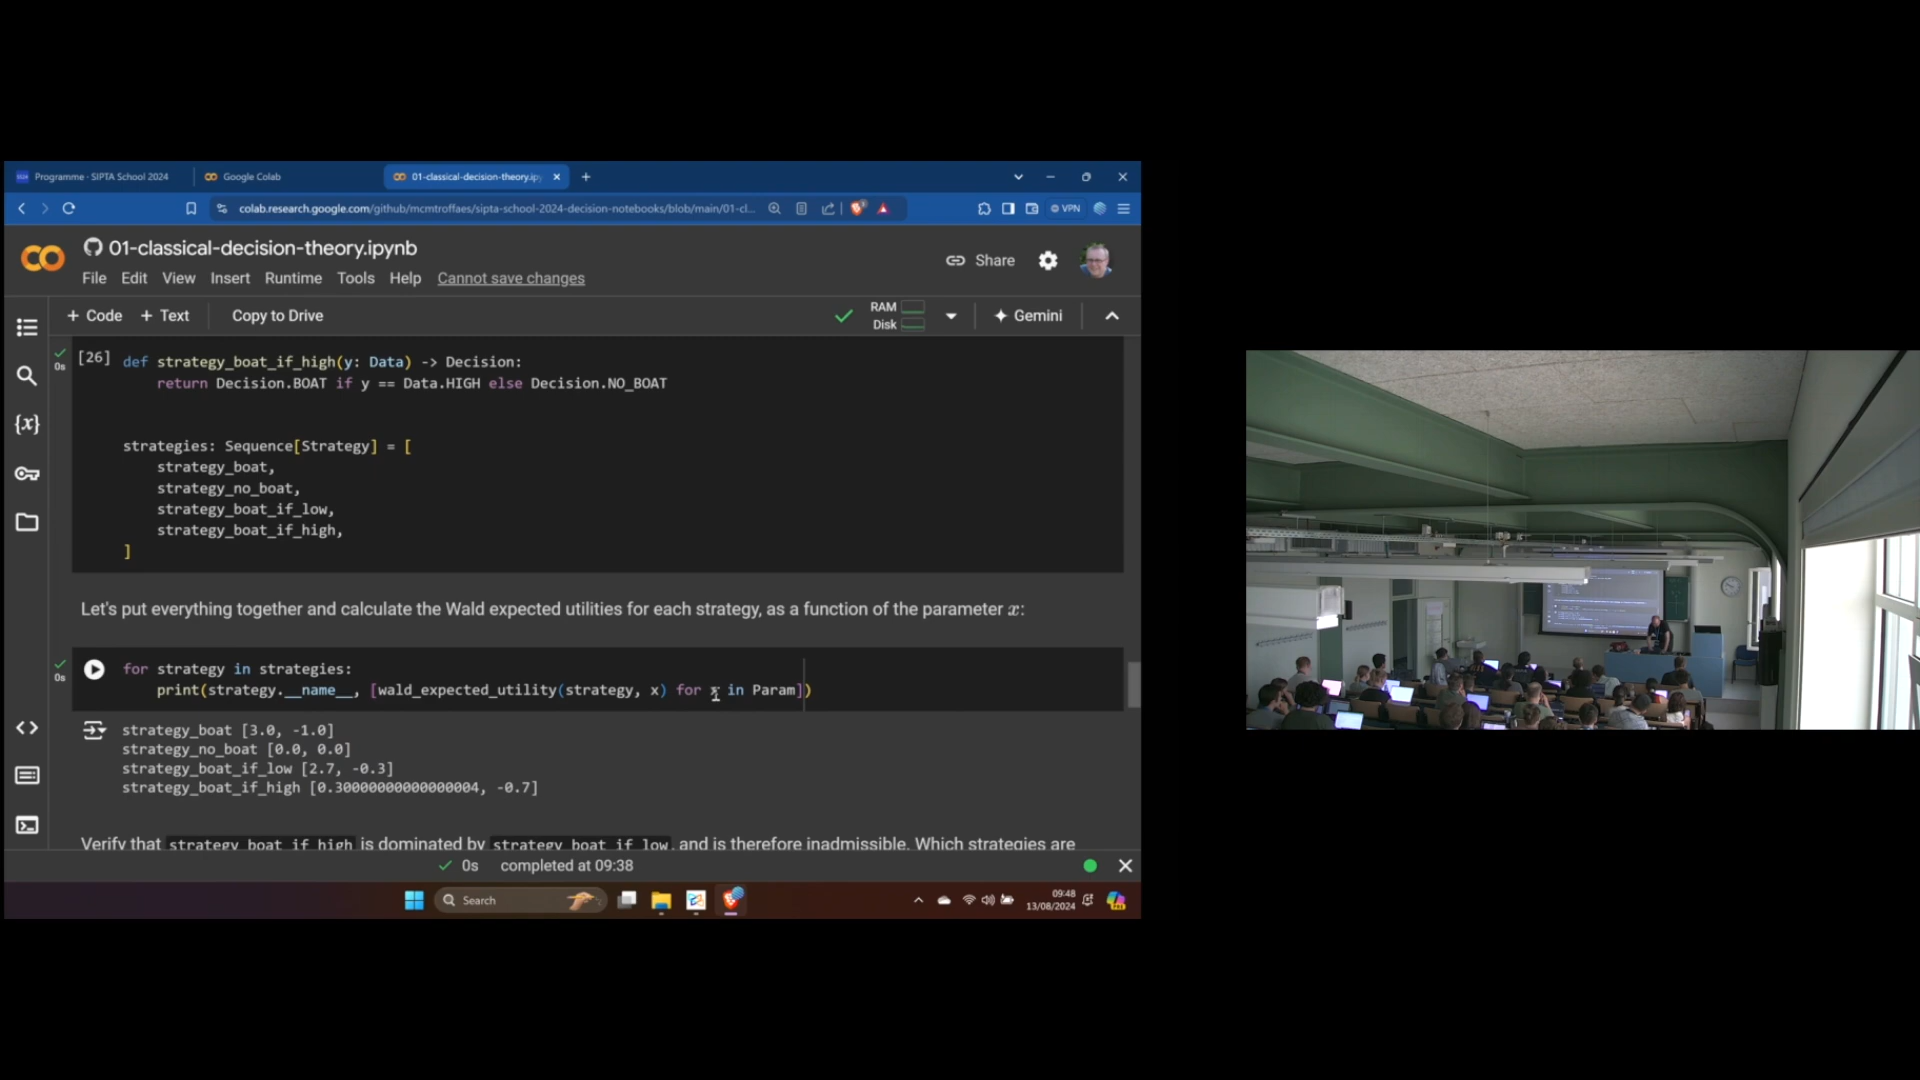 Programme - SIPTA School 2024
Google Colab
01-classical-decision-theory.ip
colab.research.google.com/github/mcmtroffaes/sipta-school-2024-decision-notebooks/blob/main/01-cl...
VPN
01-classical-decision-theory.ipynb
File Edit View Insert Runtime Tools Help Cannot save changes
Share
+ Code + Text Copy to Drive
RAM
Disk
Gemini
[26]
0s
def strategy_boat_if_high(y: Data) -> Decision:
return Decision.BOAT if y == Data.HIGH else Decision.NO_BOAT
strategies: Sequence[Strategy] = [
strategy_boat,
strategy_no_boat,
strategy_boat_if_low,
strategy_boat_if_high,
]
Let's put everything together and calculate the Wald expected utilities for each strategy, as a function of the parameter x:
0s
for strategy in strategies:
print(strategy.__name__, [wald_expected_utility(strategy, x) for x in Param])
strategy_boat [3.0, -1.0]
strategy_no_boat [0.0, 0.0]
strategy_boat_if_low [2.7, -0.3]
strategy_boat_if_high [0.30000000000000004, -0.7]
Verify that strategy_boat_if_high is dominated by strategy_boat_if_low, and is therefore inadmissible. Which strategies are
0s completed at 09:38
Search
09:48
13/08/2024